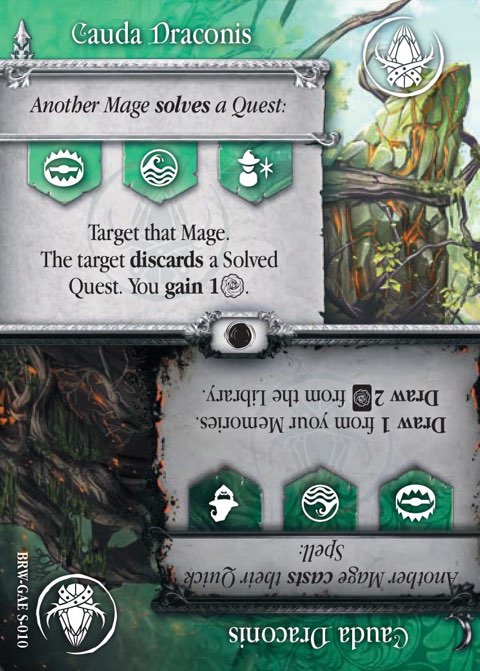 Cauda Draconis
Another Mage solves a Quest:
Target that Mage.
The target discards a Solved
Quest. You gain 1.
Cauda Draconis
Another Mage casts their Quick
Spell:
Draw 1 from your Memories.
Draw 2 from the Library.
BRW-GAE S-010